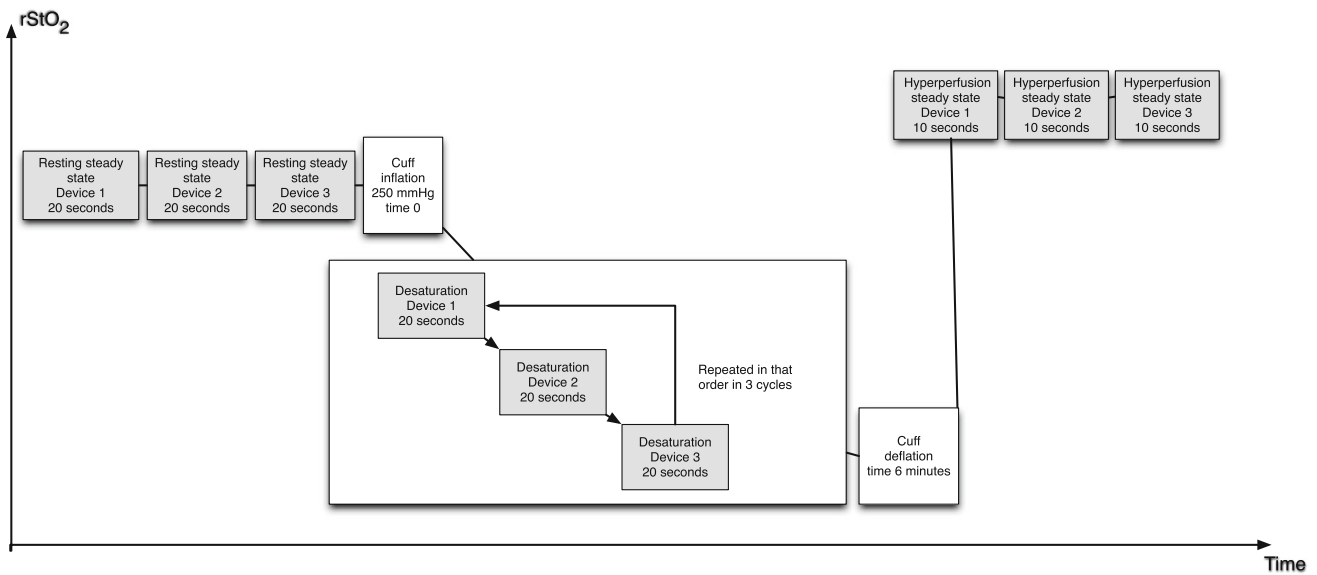 rStO2
Resting steady
state
Device 1
20 seconds
Resting steady
state
Device 2
20 seconds
Resting steady
state
Device 3
20 seconds
Cuff
inflation
250 mmHg
time 0
Desaturation
Device 1
20 seconds
Desaturation
Device 2
20 seconds
Desaturation
Device 3
20 seconds
Repeated in that
order in 3 cycles
Cuff
deflation
time 6 minutes
Hyperperfusion
steady state
Device 1
10 seconds
Hyperperfusion
steady state
Device 2
10 seconds
Hyperperfusion
steady state
Device 3
10 seconds
Time